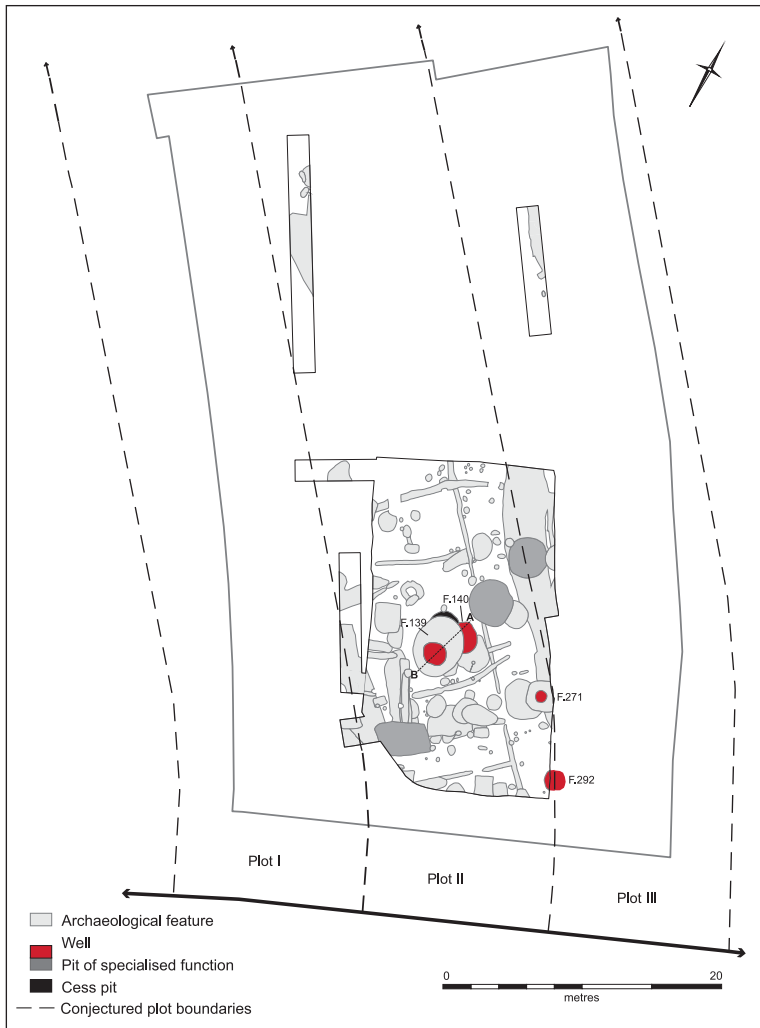 F.140
A
F.139
B
F.271
F.292
Plot I
Plot II
Plot III
Archaeological feature
Well
Pit of specialised function
Cess pit
Conjectured plot boundaries
0 20
metres